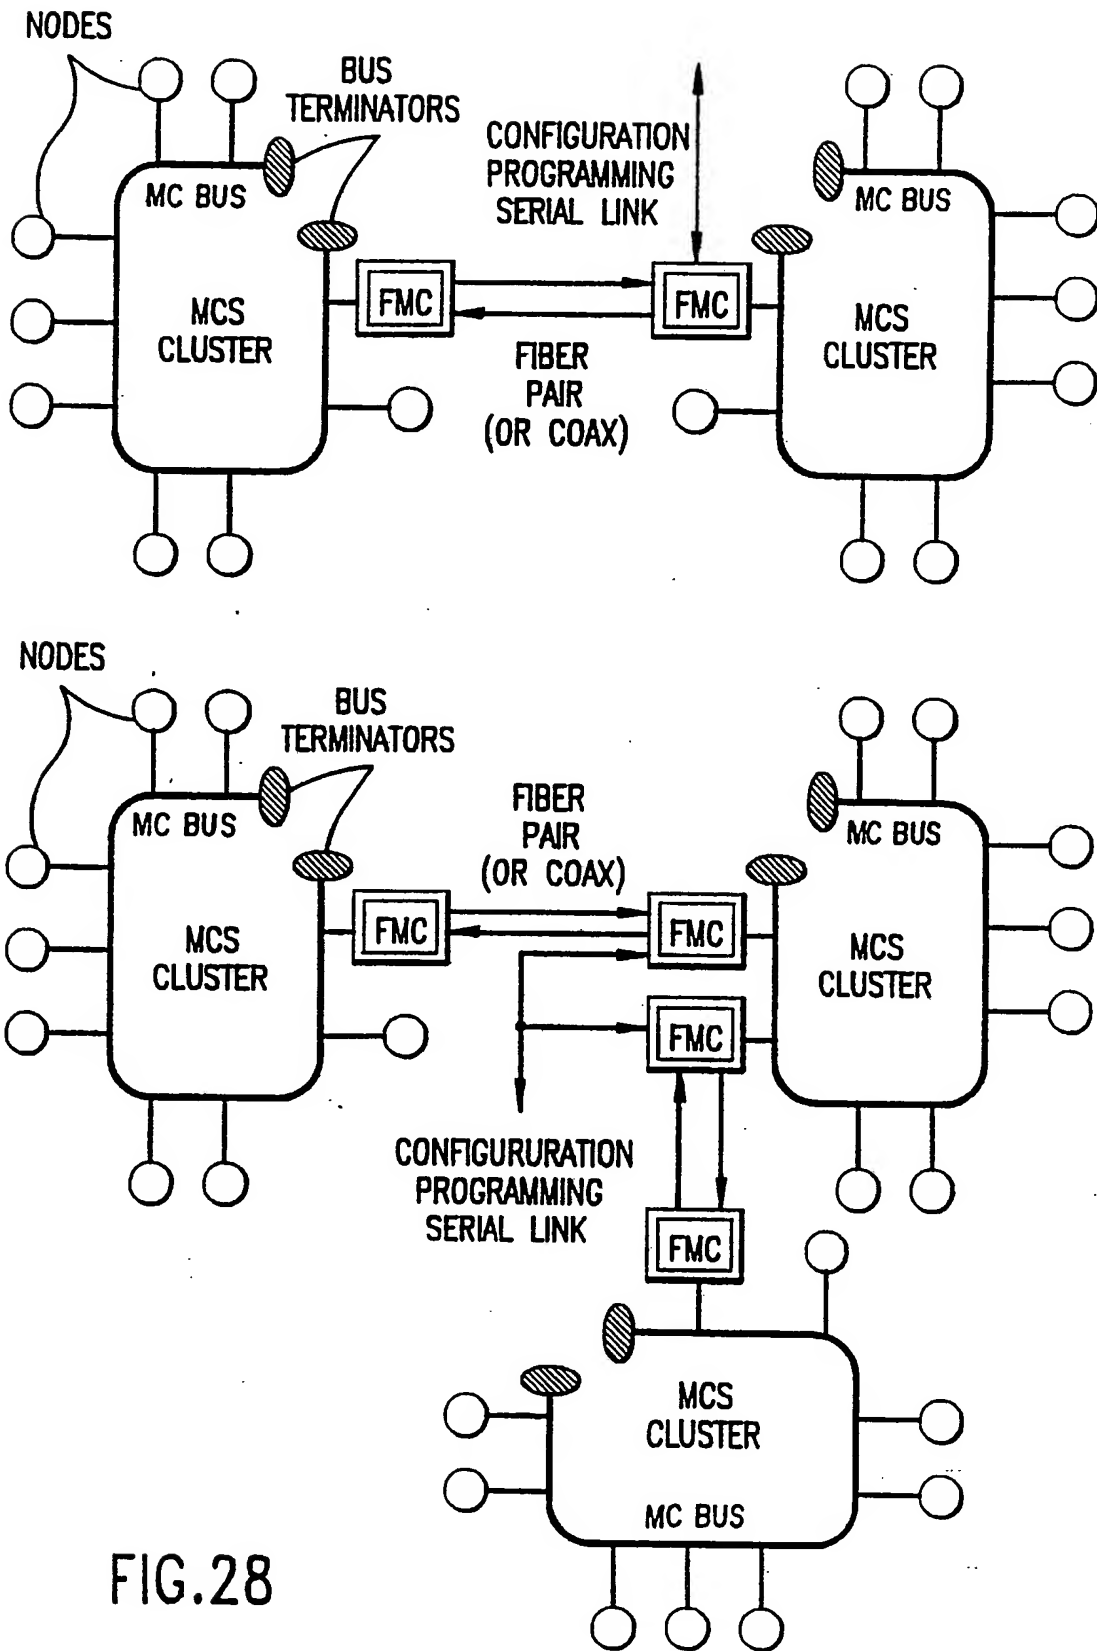 NODES
BUS
TERMINATORS
CONFIGURATION
PROGRAMMING
SERIAL LINK
MC BUS
MC BUS
FMC
FMC
MCS
CLUSTER
MCS
CLUSTER
FIBER
PAIR
(OR COAX)
NODES
BUS
TERMINATORS
FIBER
PAIR
(OR COAX)
MC BUS
MC BUS
FMC
FMC
MCS
CLUSTER
MCS
CLUSTER
FMC
CONFIGURURATION
PROGRAMMING
SERIAL LINK
FMC
MCS
CLUSTER
MC BUS
FIG.28